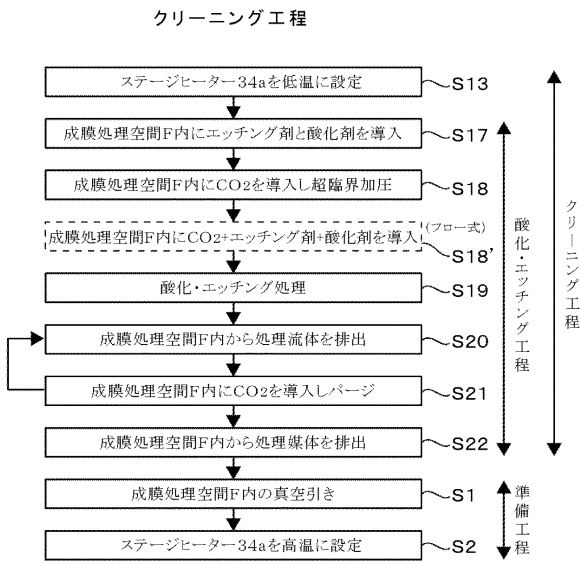 クリーニング工程
ステージヒーター34aを低温に設定 S13
成膜処理空間F内にエッチング剤と酸化剤を導入 S17
成膜処理空間F内にCO2を導入し超臨界加圧 S18
成膜処理空間F内にCO2+エッチング剤+酸化剤を導入 (フロー式) S18'
酸化・エッチング処理 S19
成膜処理空間F内から処理流体を排出 S20
成膜処理空間F内にCO2を導入しパージ S21
成膜処理空間F内から処理媒体を排出 S22
成膜処理空間F内の真空引き S1
ステージヒーター34aを高温に設定 S2
酸化・エッチング工程
クリーニング工程
準備工程